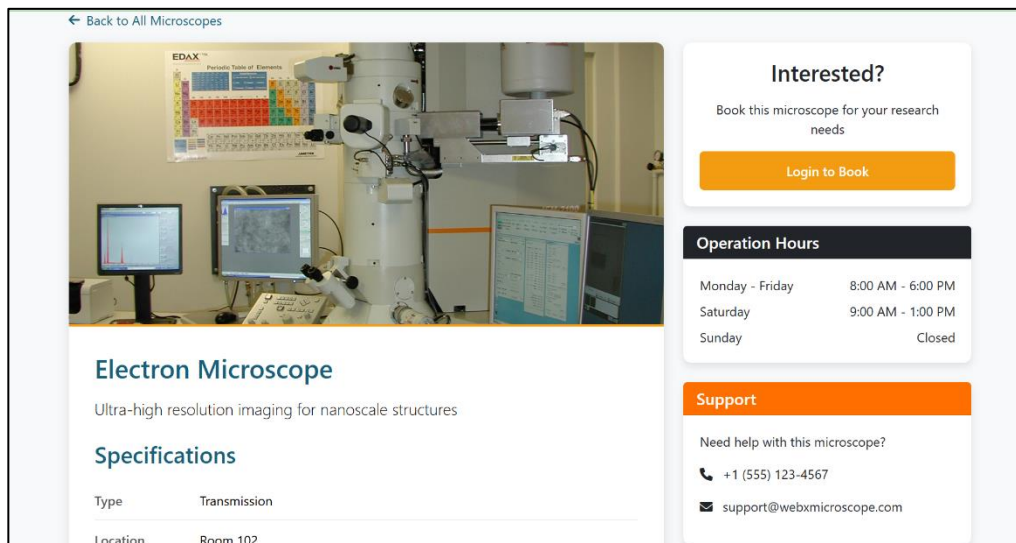 Back to All Microscopes
EDAX
Periodic Table of Elements
Electron Microscope
Ultra-high resolution imaging for nanoscale structures
Specifications
Type Transmission
Location Room 102
Interested?
Book this microscope for your research
needs
Login to Book
Operation Hours
Monday - Friday 8:00 AM - 6:00 PM
Saturday 9:00 AM - 1:00 PM
Sunday Closed
Support
Need help with this microscope?
+1 (555) 123-4567
support@webxmicroscope.com